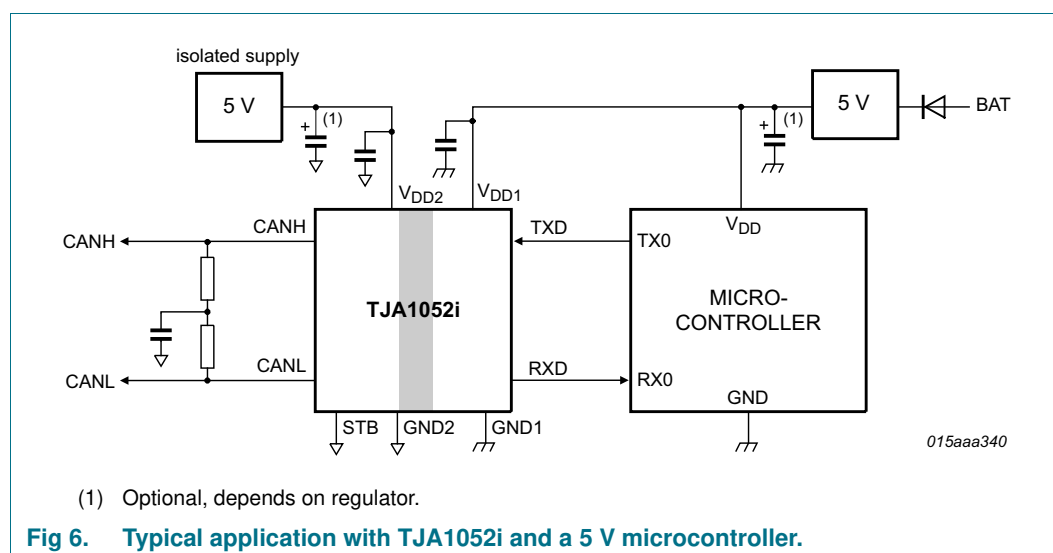 isolated supply
5 V
(1)
+
5 V
(1)
+
BAT
VDD2
VDD1
VDD
CANH
CANH
TXD
TX0
TJA1052i
MICRO-
CONTROLLER
CANL
CANL
RXD
RX0
GND
STB
GND2
GND1
015aaa340
(1) Optional, depends on regulator.
Fig 6. Typical application with TJA1052i and a 5 V microcontroller.